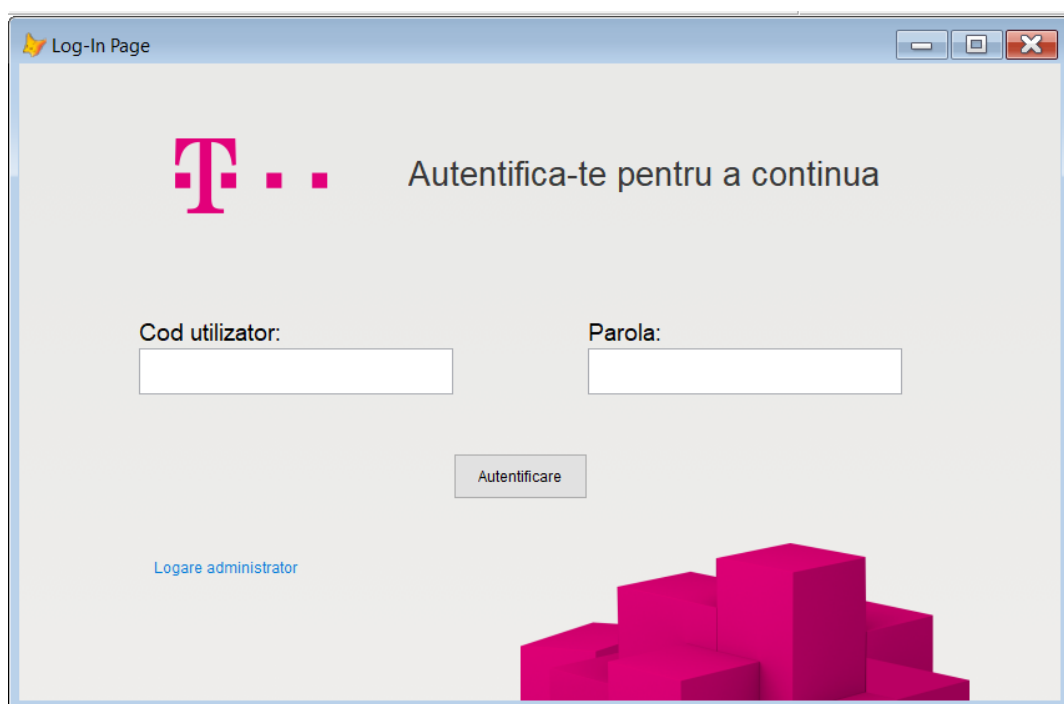 Log-In Page
T
Autentifica-te pentru a continua
Cod utilizator:
Parola:
Autentificare
Logare administrator